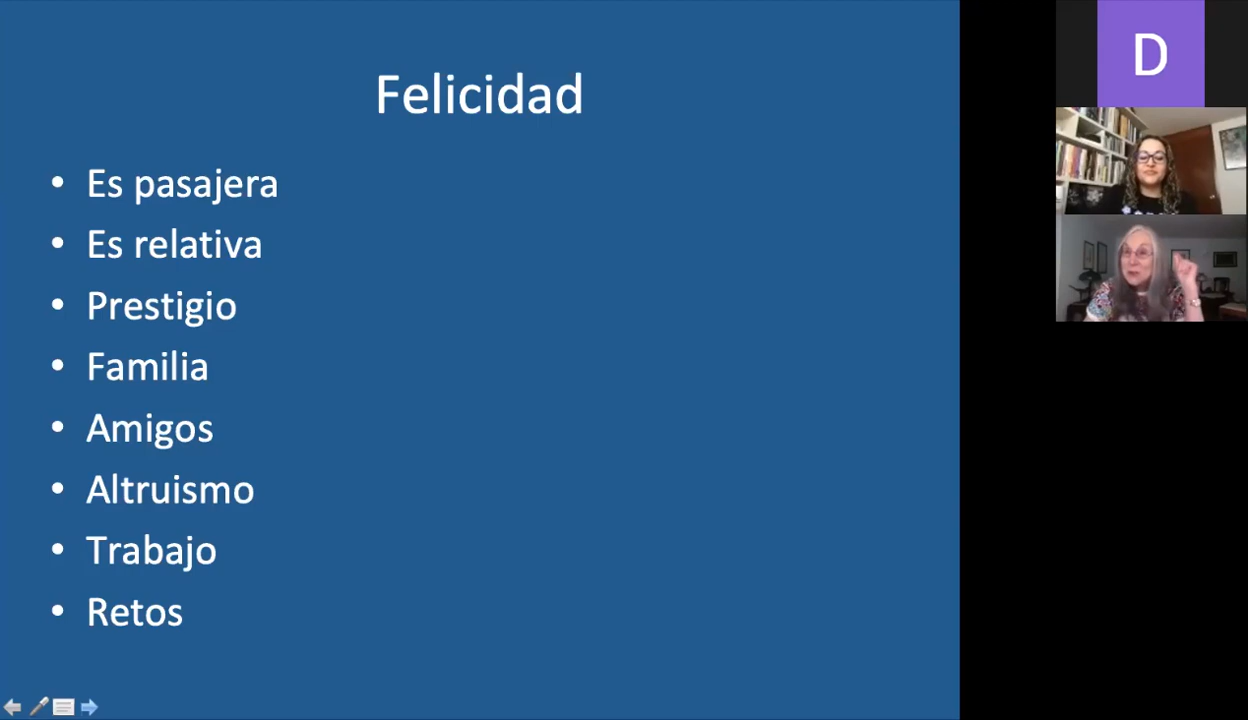 Felicidad
• Es pasajera
• Es relativa
• Prestigio
• Familia
• Amigos
• Altruismo
• Trabajo
• Retos
D